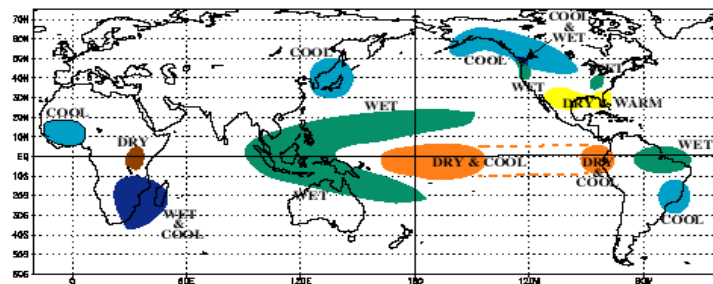 70N
COOL
&
WET
60N
COOL
COOL
50N
WET
40N
WET
30N
DRY & WARM
20N
COOL
WET
10N
DRY
WET
EQ
DRY & COOL
DRY
&
COOL
10S
20S
WET
WET
&
COOL
COOL
30S
40S
50S
60S
0
60E
120E
180
120W
60W